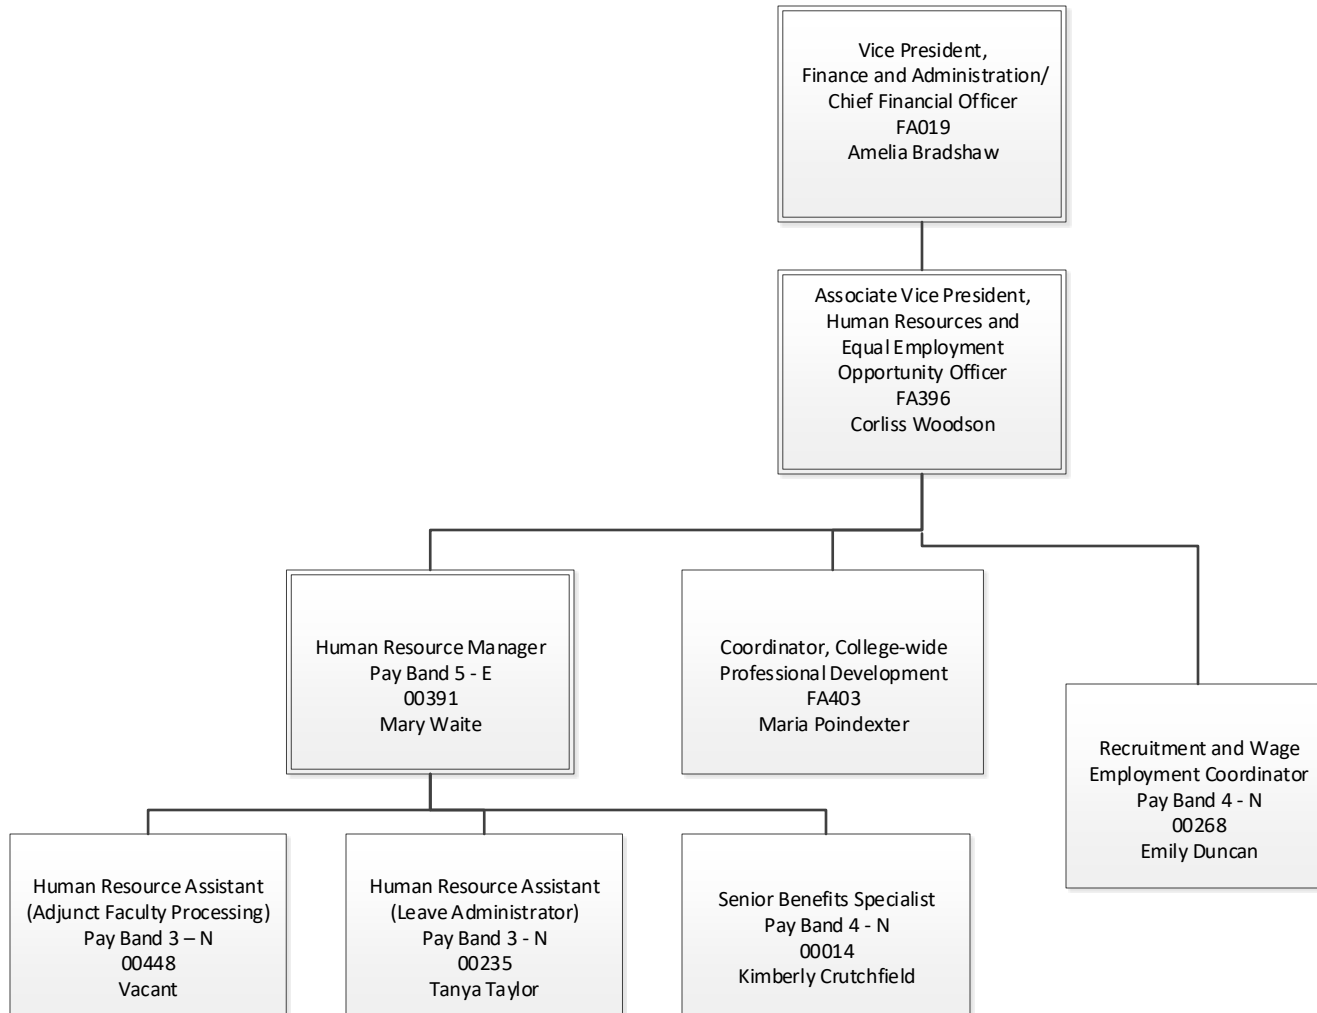 Vice President,
Finance and Administration/
Chief Financial Officer
FA019
Amelia Bradshaw
Associate Vice President,
Human Resources and
Equal Employment
Opportunity Officer
FA396
Corliss Woodson
Human Resource Manager
Pay Band 5 - E
00391
Mary Waite
Coordinator, College-wide
Professional Development
FA403
Maria Poindexter
Recruitment and Wage
Employment Coordinator
Pay Band 4 - N
00268
Emily Duncan
Human Resource Assistant
(Adjunct Faculty Processing)
Pay Band 3 – N
00448
Vacant
Human Resource Assistant
(Leave Administrator)
Pay Band 3 - N
00235
Tanya Taylor
Senior Benefits Specialist
Pay Band 4 - N
00014
Kimberly Crutchfield